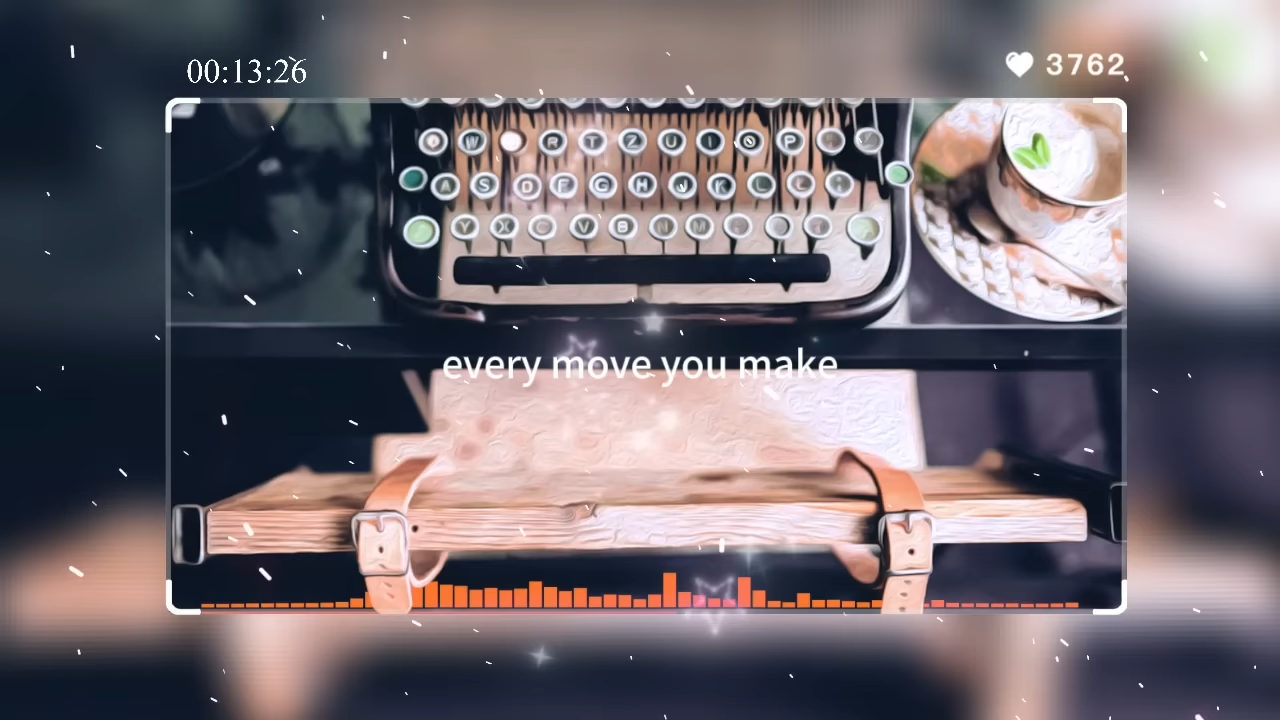 00:13:26
3762
W R T Z U I O P
A S D F G H J K L
Y X C V B N M
every move you make